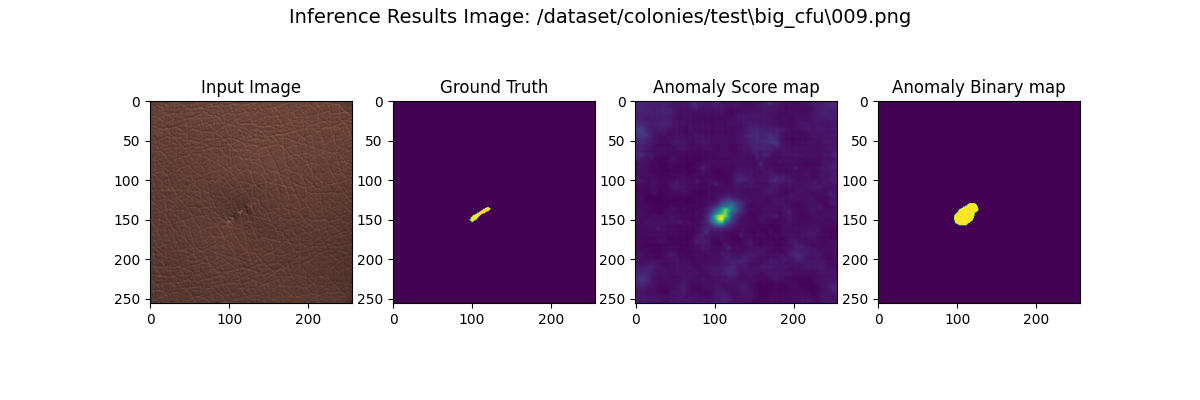 Inference Results Image: /dataset/colonies/test\big_cfu\009.png
Input Image Ground Truth Anomaly Score map Anomaly Binary map
0 0 0 0
50 50 50 50
100 100 100 100
150 150 150 150
200 200 200 200
250 250 250 250
0 100 200 0 100 200 0 100 200 0 100 200